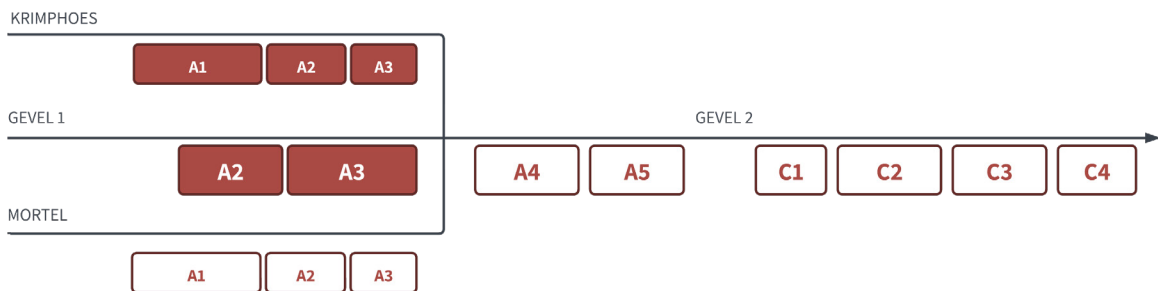 KRIMPHOES
A1 A2 A3
GEVEL 1
GEVEL 2
A2 A3 A4 A5 C1 C2 C3 C4
MORTEL
A1 A2 A3